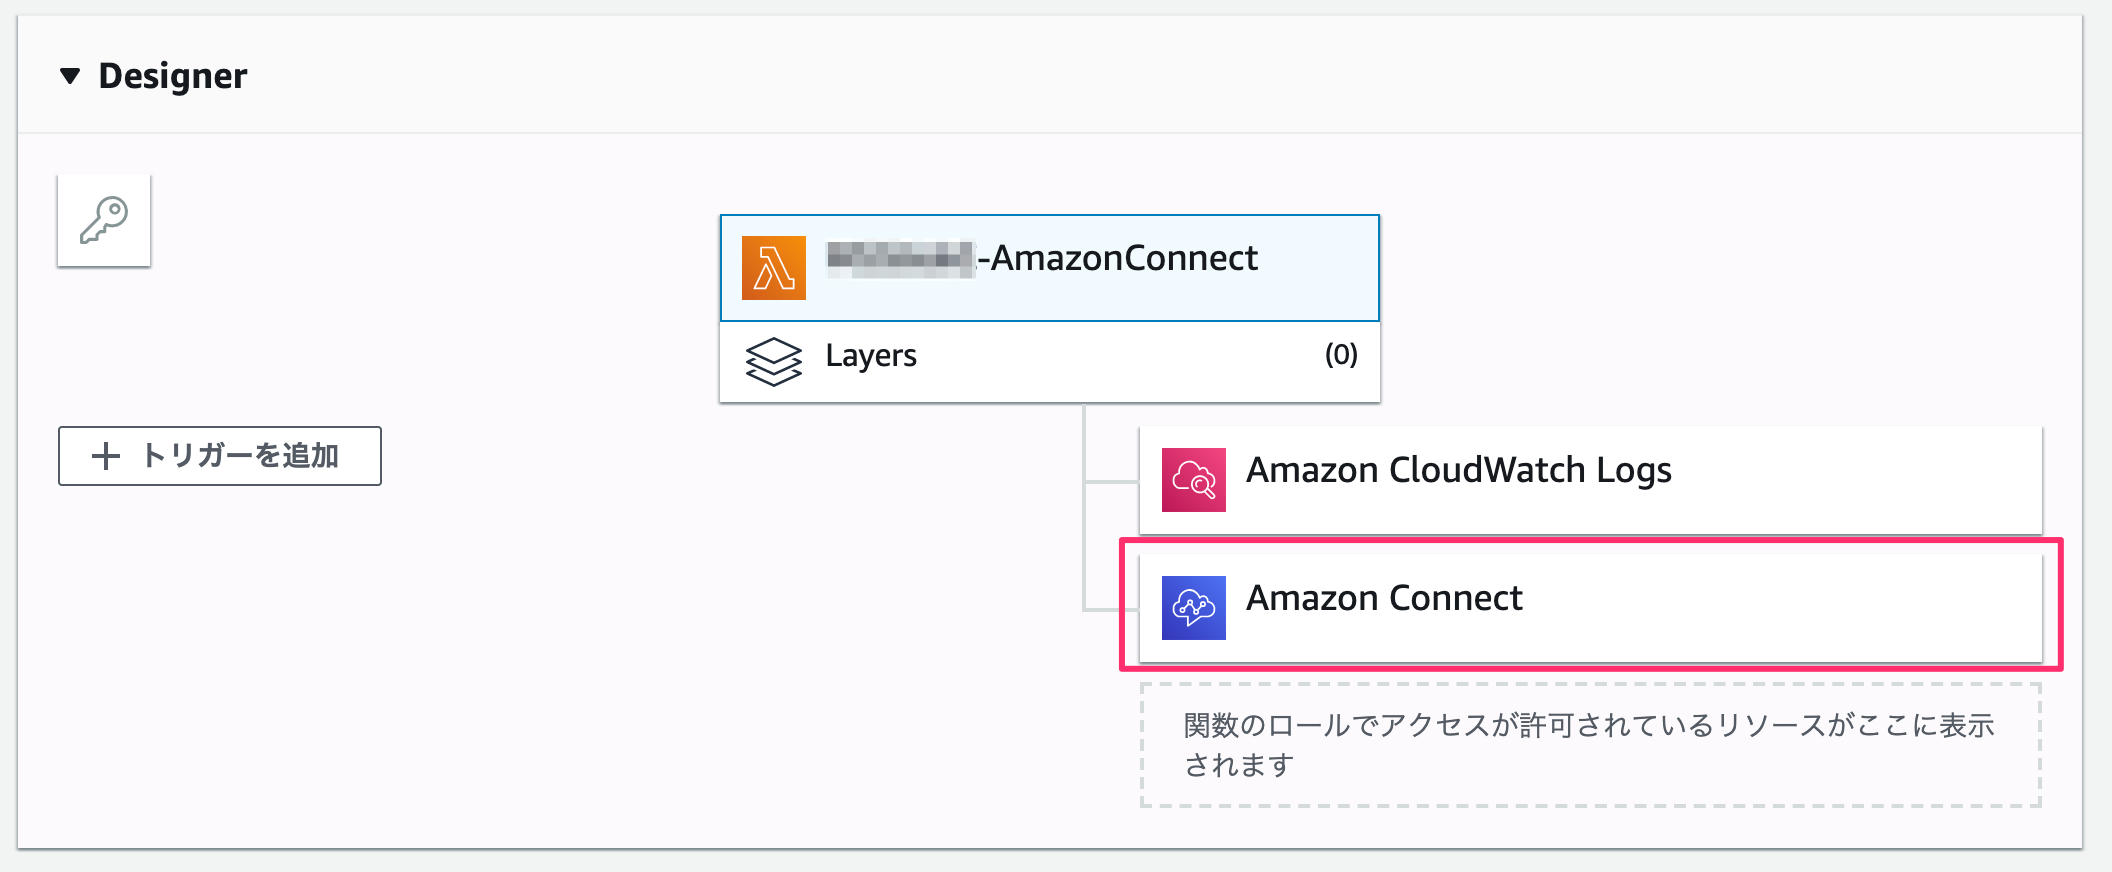 Designer
-AmazonConnect
Layers
(0)
トリガーを追加
Amazon CloudWatch Logs
Amazon Connect
関数のロールでアクセスが許可されているリソースがここに表示
されます